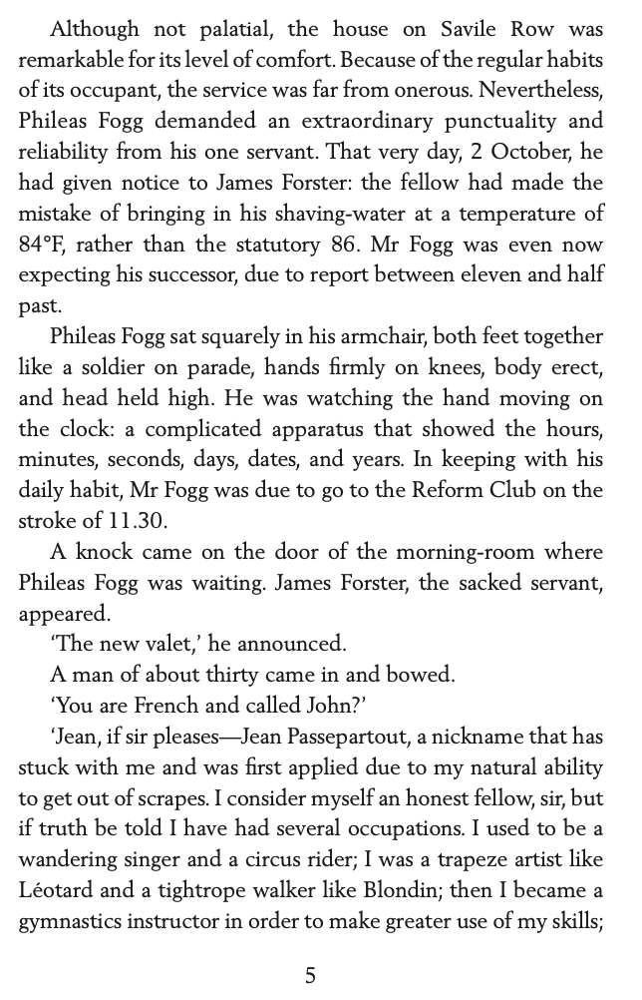 Although not palatial, the house on Savile Row was
remarkable for its level of comfort. Because of the regular habits
of its occupant, the service was far from onerous. Nevertheless,
Phileas Fogg demanded an extraordinary punctuality and
reliability from his one servant. That very day, 2 October, he
had given notice to James Forster: the fellow had made the
mistake of bringing in his shaving-water at a temperature of
84°F, rather than the statutory 86. Mr Fogg was even now
expecting his successor, due to report between eleven and half
past.
Phileas Fogg sat squarely in his armchair, both feet together
like a soldier on parade, hands firmly on knees, body erect,
and head held high. He was watching the hand moving on
the clock: a complicated apparatus that showed the hours,
minutes, seconds, days, dates, and years. In keeping with his
daily habit, Mr Fogg was due to go to the Reform Club on the
stroke of 11.30.
A knock came on the door of the morning-room where
Phileas Fogg was waiting. James Forster, the sacked servant,
appeared.
‘The new valet,’ he announced.
A man of about thirty came in and bowed.
‘You are French and called John?’
‘Jean, if sir pleases—Jean Passepartout, a nickname that has
stuck with me and was first applied due to my natural ability
to get out of scrapes. I consider myself an honest fellow, sir, but
if truth be told I have had several occupations. I used to be a
wandering singer and a circus rider; I was a trapeze artist like
Léotard and a tightrope walker like Blondin; then I became a
gymnastics instructor in order to make greater use of my skills;
5